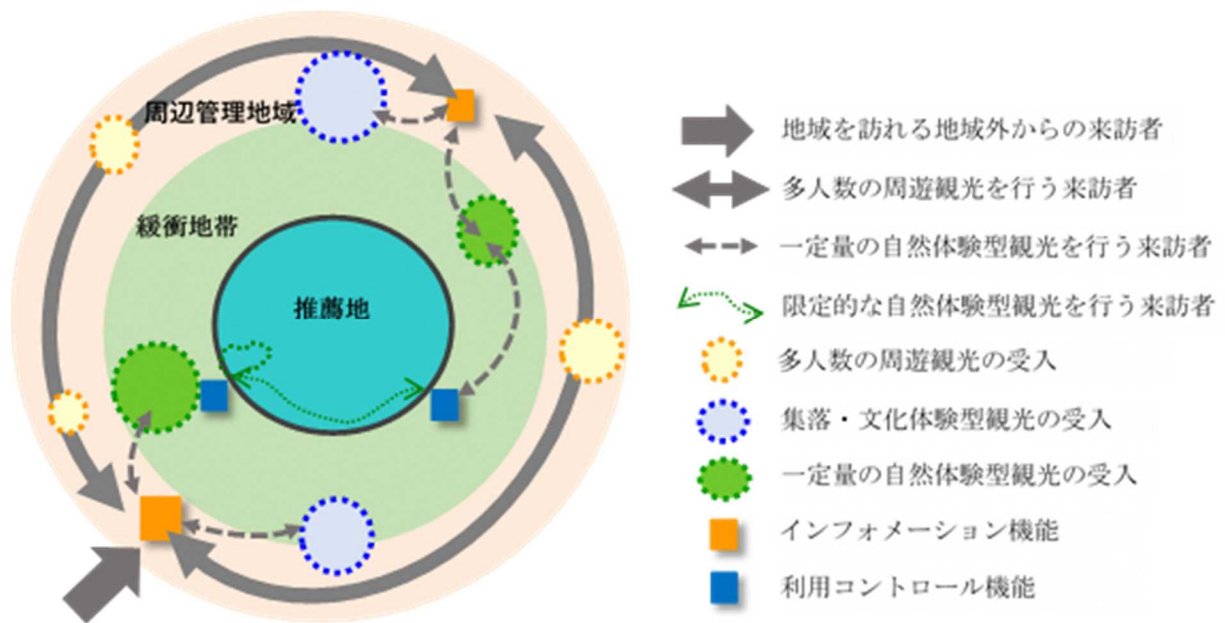 周辺管理地域
緩衝地帯
推薦地
地域を訪れる地域外からの来訪者
多人数の周遊観光を行う来訪者
一定量の自然体験型観光を行う来訪者
限定的な自然体験型観光を行う来訪者
多人数の周遊観光の受入
集落・文化体験型観光の受入
一定量の自然体験型観光の受入
インフォメーション機能
利用コントロール機能